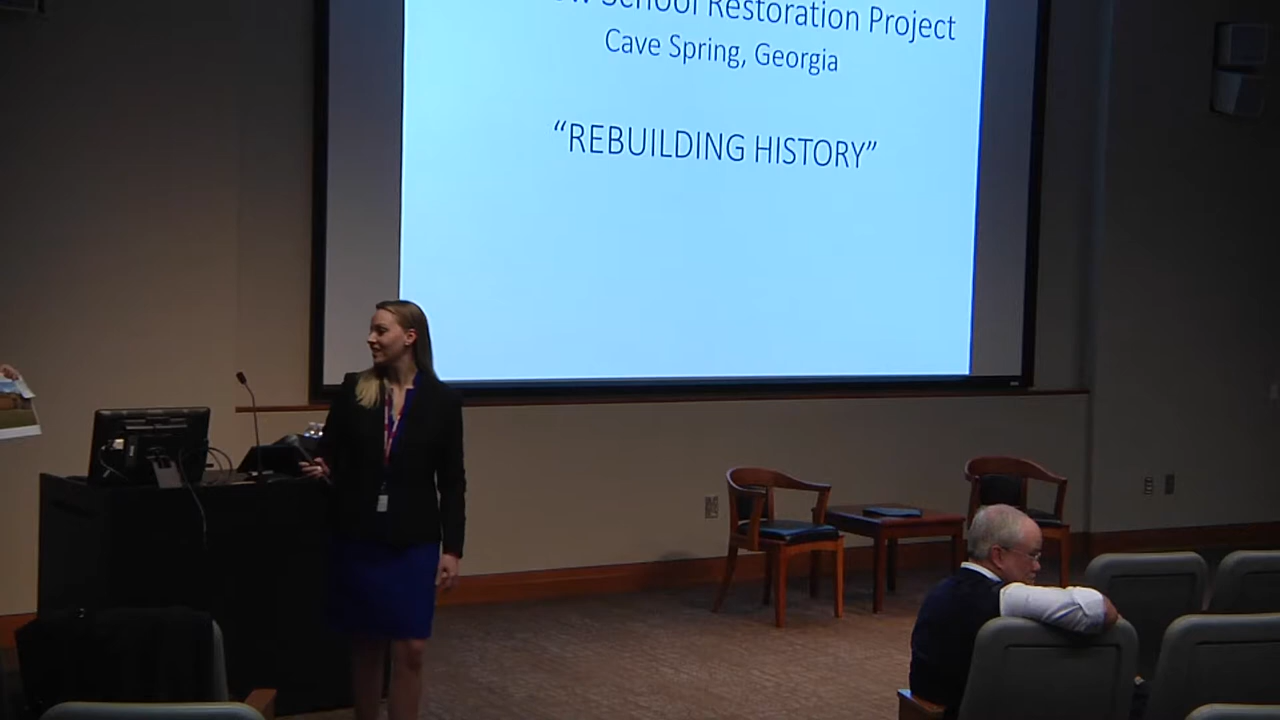 School Restoration Project
Cave Spring, Georgia
“REBUILDING HISTORY”